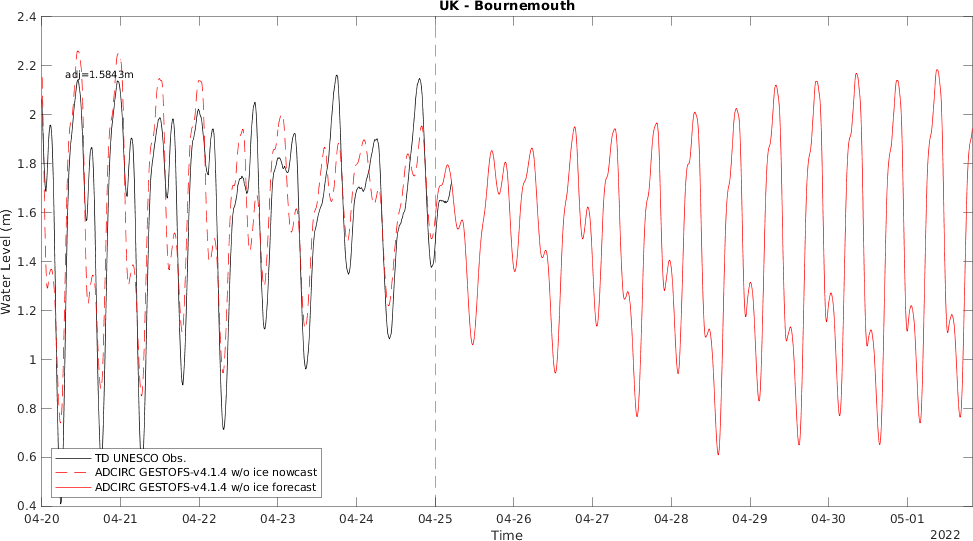 UK - Bournemouth
2.4
2.2
adj=1.5843m
2
1.8
1.6
1.4
1.2
1
0.8
0.6
0.4
Water Level (m)
TD UNESCO Obs.
ADCIRC GESTOFS-v4.1.4 w/o ice nowcast
ADCIRC GESTOFS-v4.1.4 w/o ice forecast
04-20 04-21 04-22 04-23 04-24 04-25 04-26 04-27 04-28 04-29 04-30 05-01
Time
2022